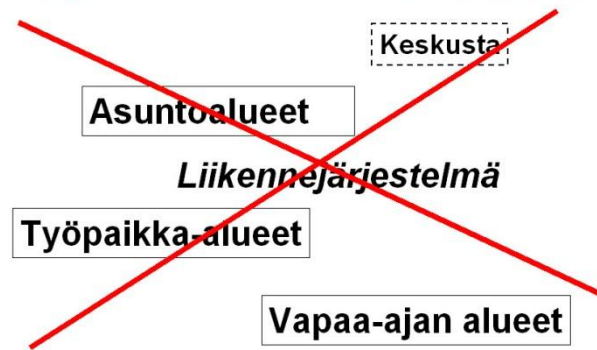 Keskusta
Asuntoalueet
Liikennejärjestelmä
Työpaikka-alueet
Vapaa-ajan alueet